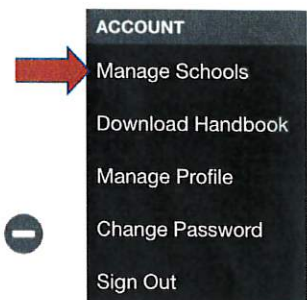 ACCOUNT
Manage Schools
Download Handbook
Manage Profile
Change Password
Sign Out